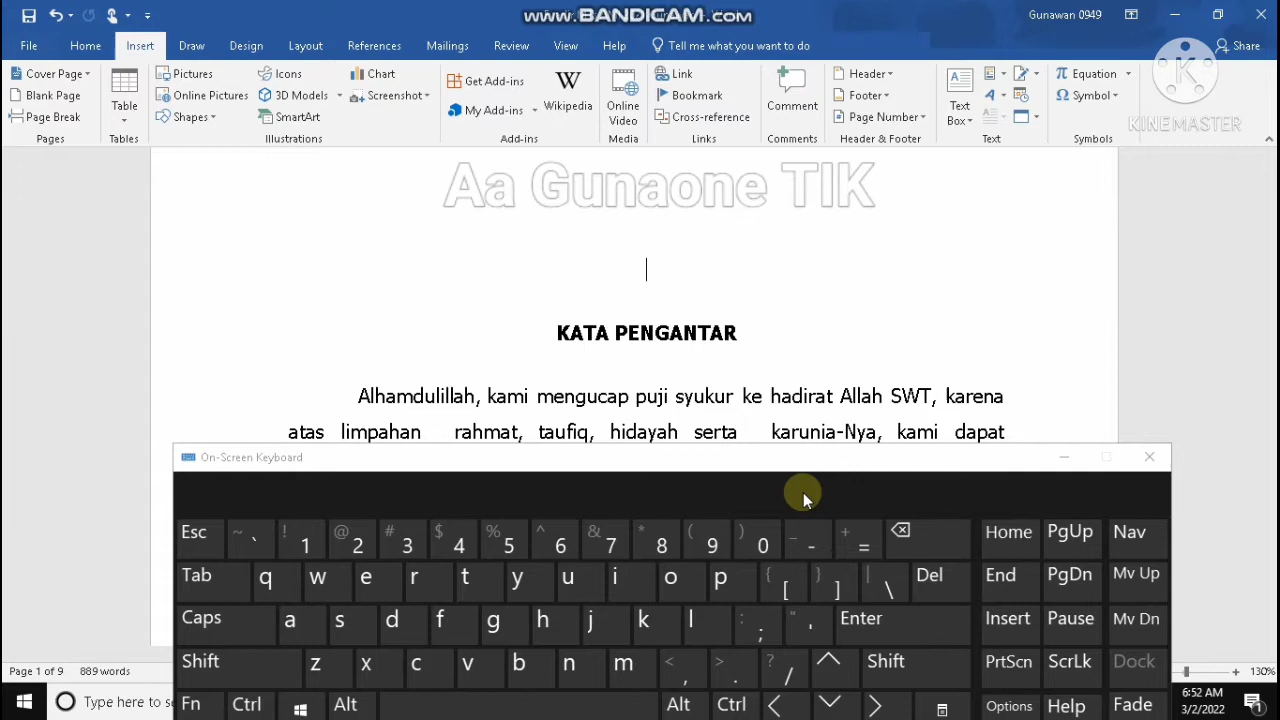 www.BANDICAM.com
Gunawan 0949
File Home Insert Draw Design Layout References Mailings Review View Help Tell me what you want to do Share
Cover Page
Blank Page
Page Break
Pages
Table
Tables
Pictures
Online Pictures
Shapes
Icons
3D Models
SmartArt
Chart
Screenshot
Illustrations
Get Add-ins
My Add-ins
Wikipedia
Add-ins
Online
Video
Media
Link
Bookmark
Cross-reference
Links
Comment
Comments
Header
Footer
Page Number
Header & Footer
Text
Box
Text
Equation
Symbol
Symbols
K
KINEMASTER
Aa Gunaone TIK
KATA PENGANTAR
Alhamdulillah, kami mengucap puji syukur ke hadirat Allah SWT, karena
atas limpahan rahmat, taufiq, hidayah serta karunia-Nya, kami dapat
On-Screen Keyboard
Esc ~ ` ! 1 @ 2 # 3 $ 4 % 5 ^ 6 & 7 * 8 ( 9 ) 0 _ - + = Home PgUp Nav
Tab q w e r t y u i o p { [ } ] | \ Del End PgDn Mv Up
Caps a s d f g h j k l : ; " ' Enter Insert Pause Mv Dn
Shift z x c v b n m < , > . ? / Shift PrtScn ScrLk Dock
Fn Ctrl Alt Alt Ctrl Options Help Fade
Page 1 of 9 889 words
130%
Type here to s
6:52 AM
3/2/2022
1